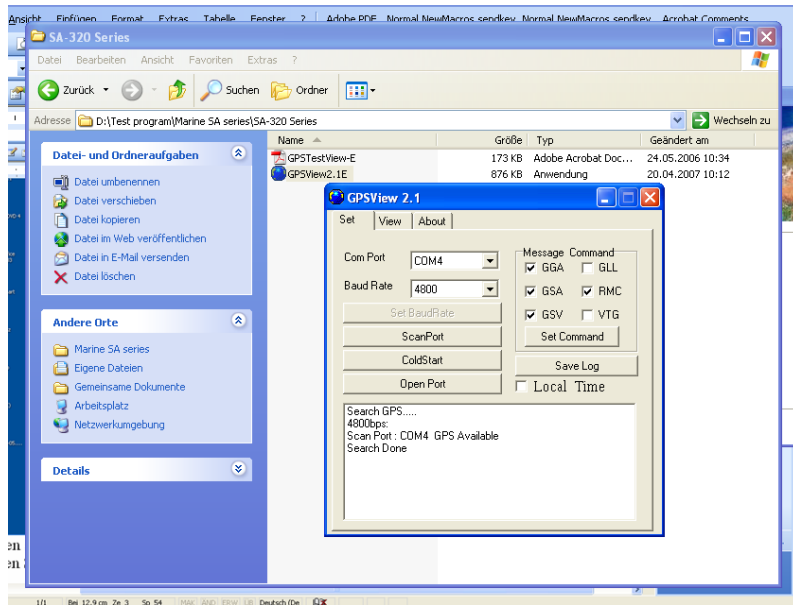 Ansicht Einfügen Format Extras Tabelle Fenster ? Adobe PDF Normal NewMacros sendkey Normal NewMacros sendkey Acrobat Comments
SA-320 Series
Datei Bearbeiten Ansicht Favoriten Extras ?
Zurück Suchen Ordner
Adresse D:\Test program\Marine SA series\SA-320 Series Wechseln zu
Name Größe Typ Geändert am
GPSTestView-E 173 KB Adobe Acrobat Doc... 24.05.2006 10:34
GPSView2.1E 876 KB Anwendung 20.04.2007 10:12
Datei- und Ordneraufgaben
Datei umbenennen
Datei verschieben
Datei kopieren
Datei im Web veröffentlichen
Datei in E-Mail versenden
Datei löschen
Andere Orte
Marine SA series
Eigene Dateien
Gemeinsame Dokumente
Arbeitsplatz
Netzwerkumgebung
Details
GPSView 2.1
Set View About
Com Port COM4
Baud Rate 4800
Set BaudRate
ScanPort
ColdStart
Open Port
Message Command
GGA GLL
GSA RMC
GSV VTG
Set Command
Save Log
Local Time
Search GPS.....
4800bps:
Scan Port : COM4 GPS Available
Search Done
1/1 Bei 12,9 cm Ze 3 Sp 54 MAK ÄND ERW ÜB Deutsch (De